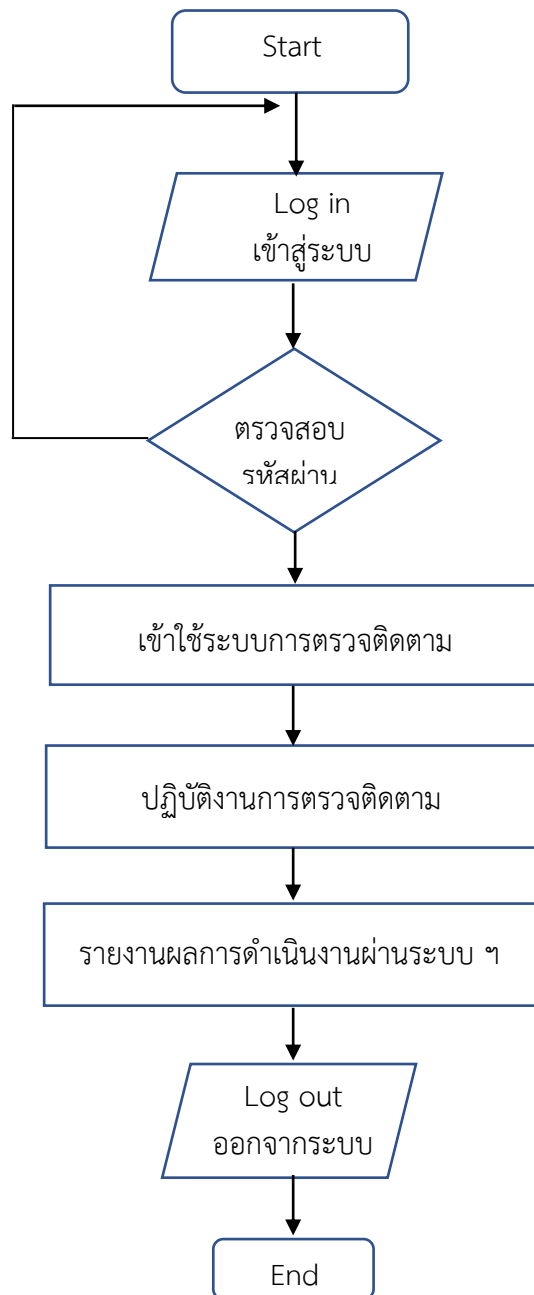 Start
Log in
เข้าสู่ระบบ
ตรวจสอบ
รหัสผ่าน
เข้าใช้ระบบการตรวจติดตาม
ปฏิบัติงานการตรวจติดตาม
รายงานผลการดำเนินงานผ่านระบบ ฯ
Log out
ออกจากระบบ
End